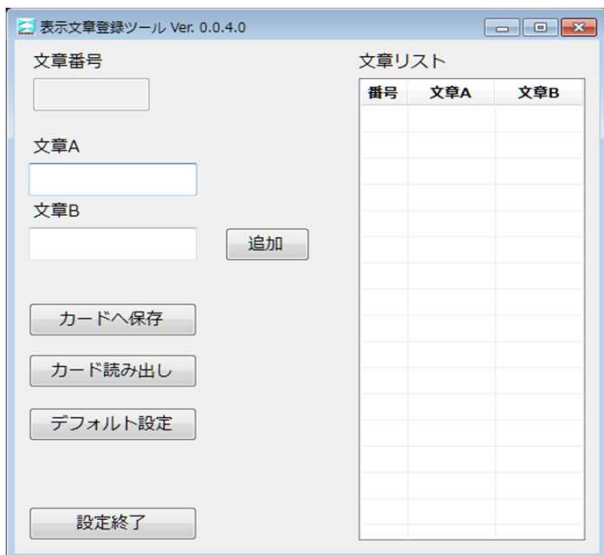 表示文章登録ツール Ver. 0.0.4.0
文章番号
文章A
文章B
追加
カードへ保存
カード読み出し
デフォルト設定
設定終了
文章リスト
番号 文章A 文章B